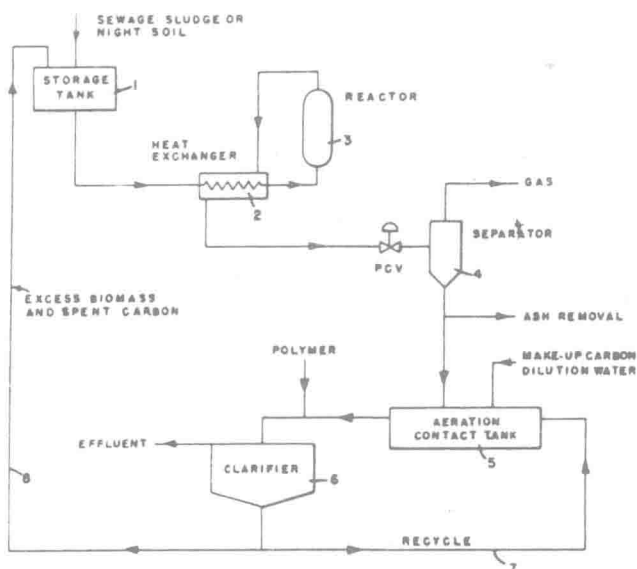 SEWAGE SLUDGE OR
NIGHT SOIL
STORAGE
TANK
1
REACTOR
3
HEAT
EXCHANGER
2
GAS
SEPARATOR
4
PCV
EXCESS BIOMASS
AND SPENT CARBON
ASH REMOVAL
POLYMER
MAKE-UP CARBON
DILUTION WATER
AERATION
CONTACT TANK
5
EFFLUENT
CLARIFIER
6
8
RECYCLE
7